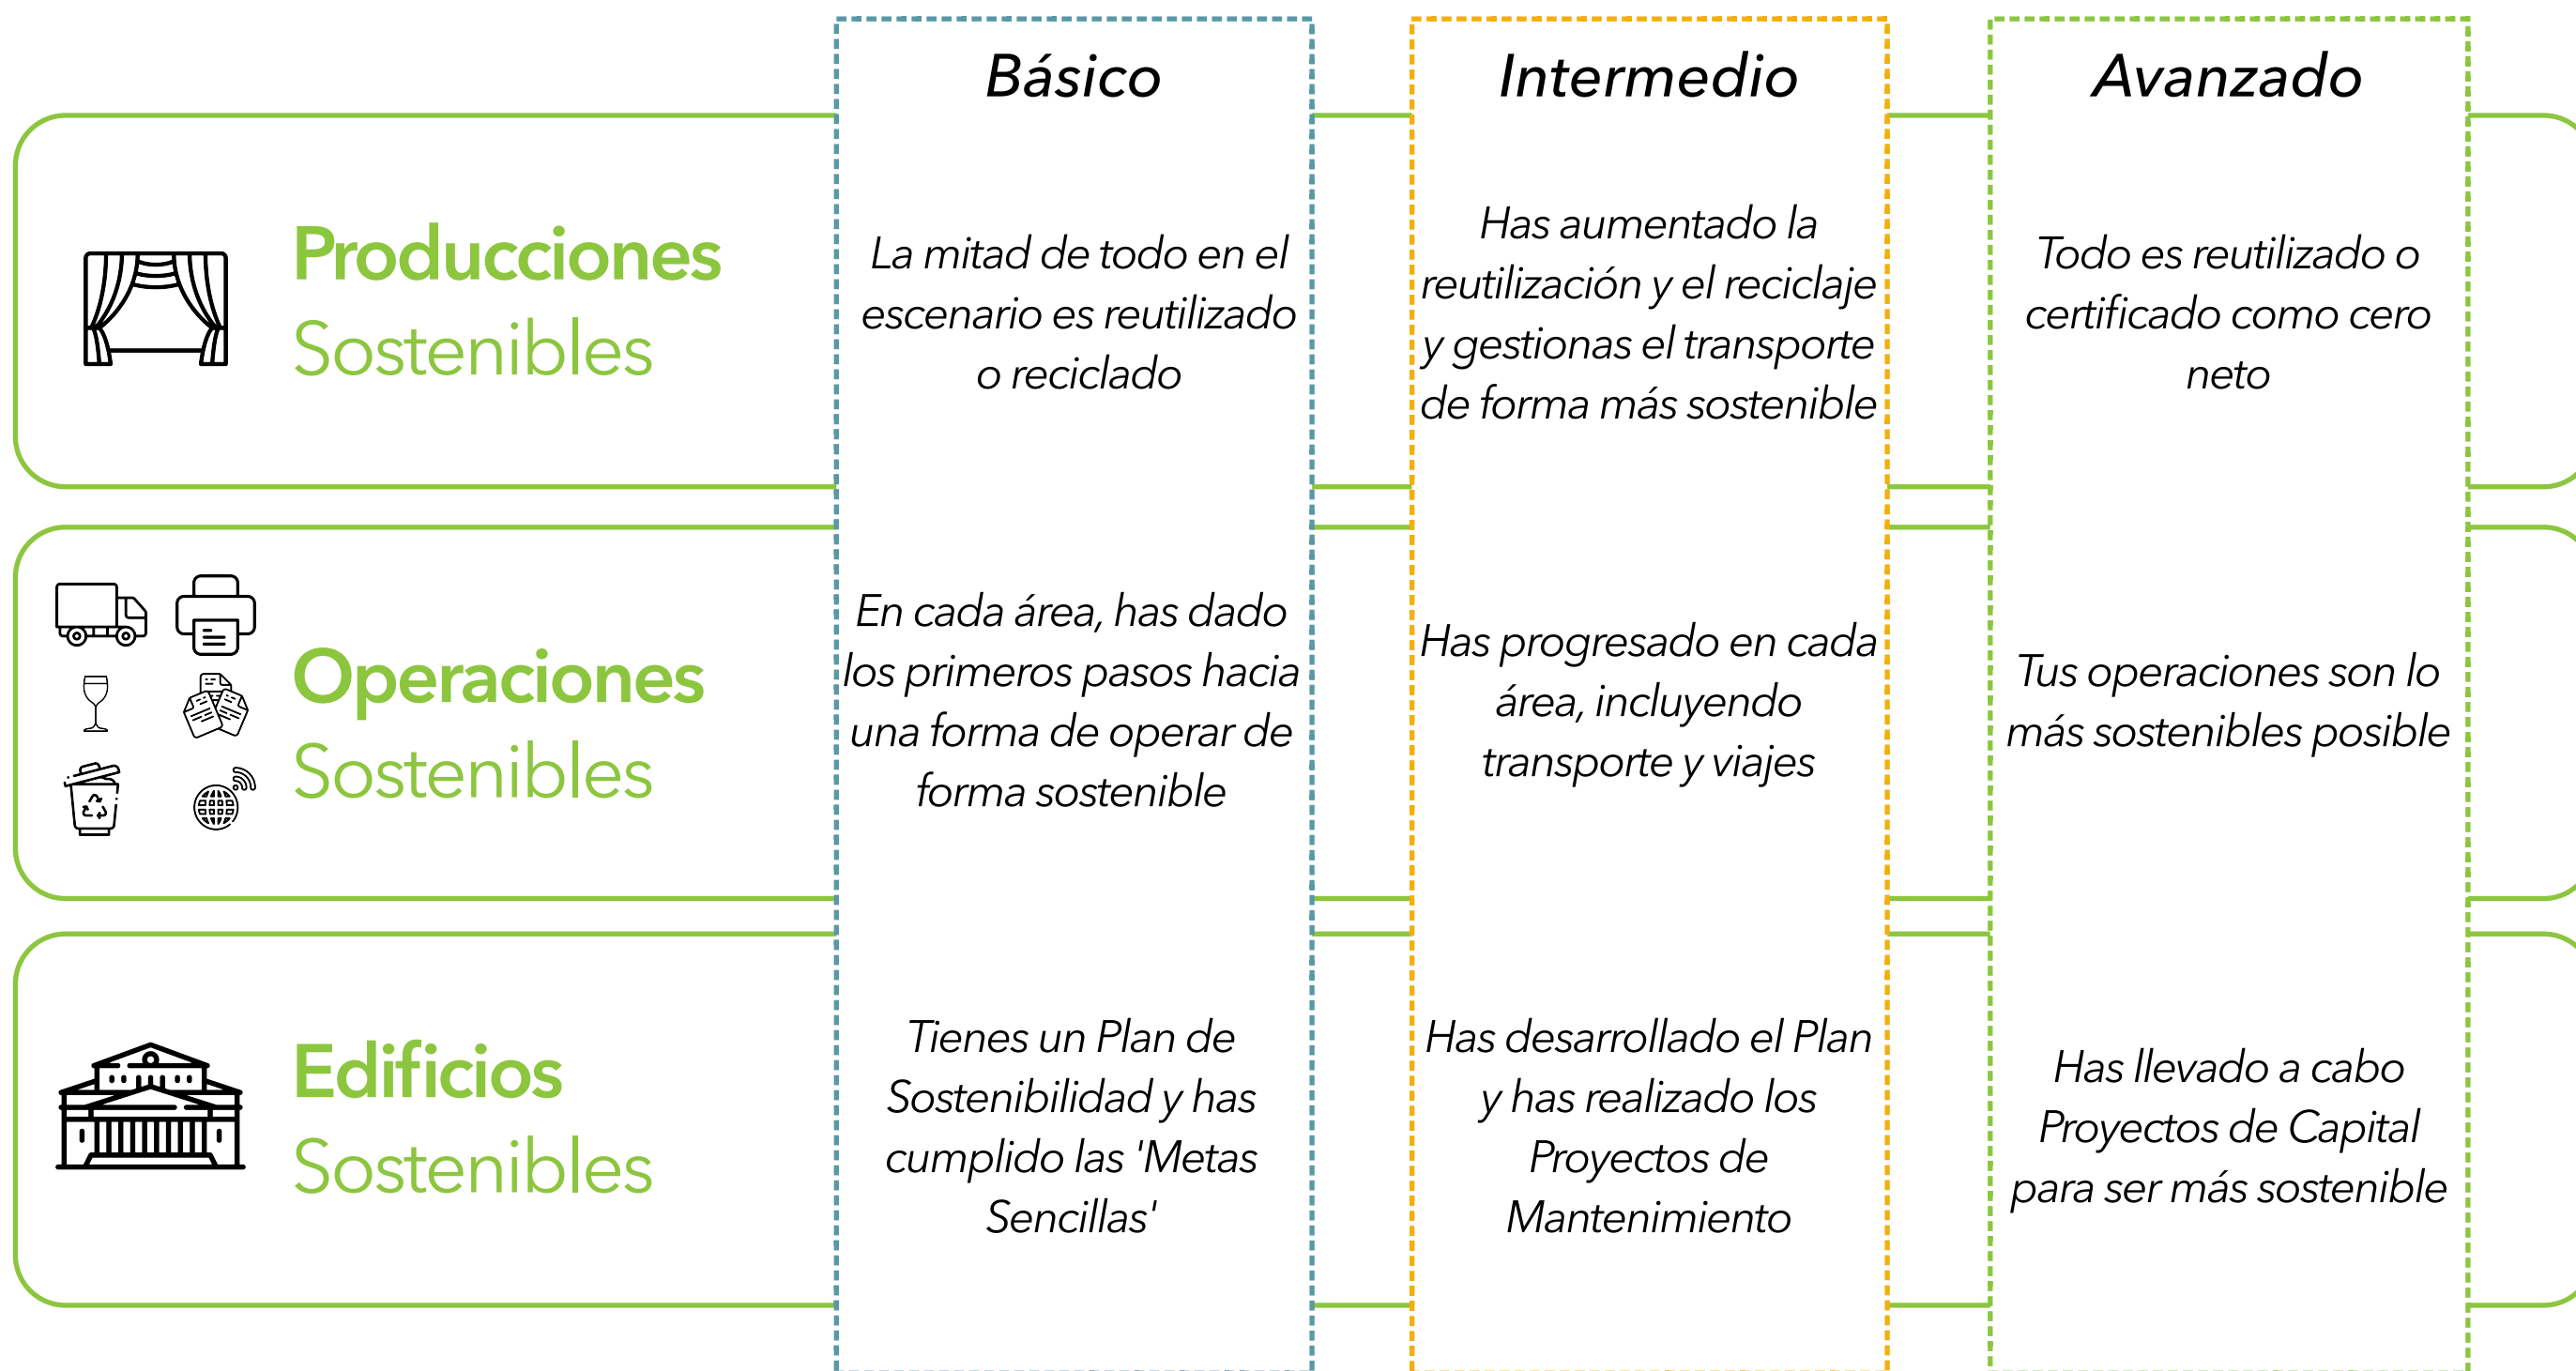 Básico
Intermedio
Avanzado
Producciones
Sostenibles
La mitad de todo en el
escenario es reutilizado
o reciclado
Has aumentado la
reutilización y el reciclaje
y gestionas el transporte
de forma más sostenible
Todo es reutilizado o
certificado como cero
neto
Operaciones
Sostenibles
En cada área, has dado
los primeros pasos hacia
una forma de operar de
forma sostenible
Has progresado en cada
área, incluyendo
transporte y viajes
Tus operaciones son lo
más sostenibles posible
Edificios
Sostenibles
Tienes un Plan de
Sostenibilidad y has
cumplido las 'Metas
Sencillas'
Has desarrollado el Plan
y has realizado los
Proyectos de
Mantenimiento
Has llevado a cabo
Proyectos de Capital
para ser más sostenible